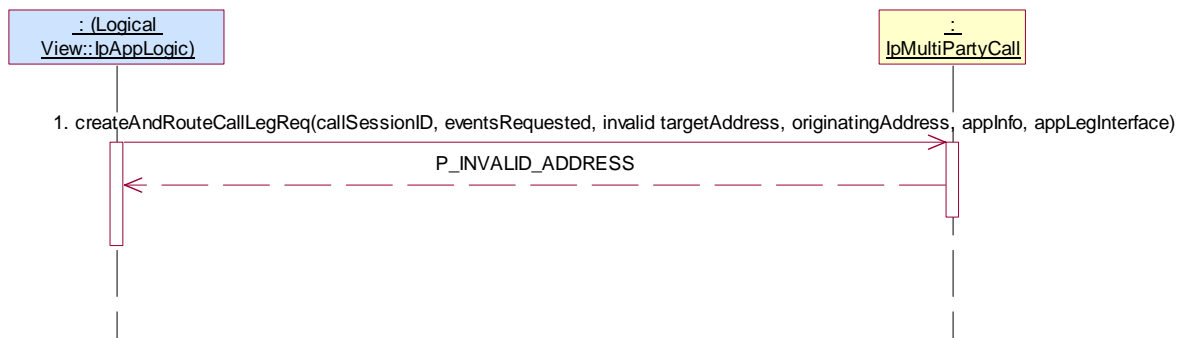 : (Logical
View::IpAppLogic)
:
IpMultiPartyCall
1. createAndRouteCallLegReq(callSessionID, eventsRequested, invalid targetAddress, originatingAddress, appInfo, appLegInterface)
P_INVALID_ADDRESS